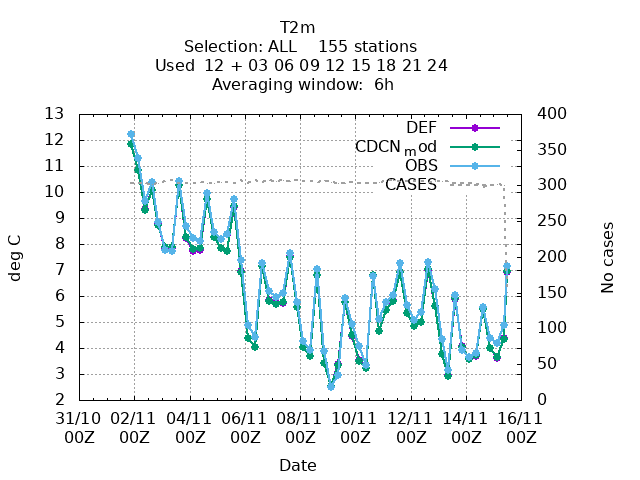 T2m
Selection: ALL    155 stations
Used  12 + 03 06 09 12 15 18 21 24
Averaging window:  6h
13
12
11
10
9
8
7
6
5
4
3
2
deg C
400
350
300
250
200
150
100
50
0
No cases
DEF
CDCNmod
OBS
CASES
31/10 02/11 04/11 06/11 08/11 10/11 12/11 14/11 16/11
00Z 00Z 00Z 00Z 00Z 00Z 00Z 00Z 00Z
Date